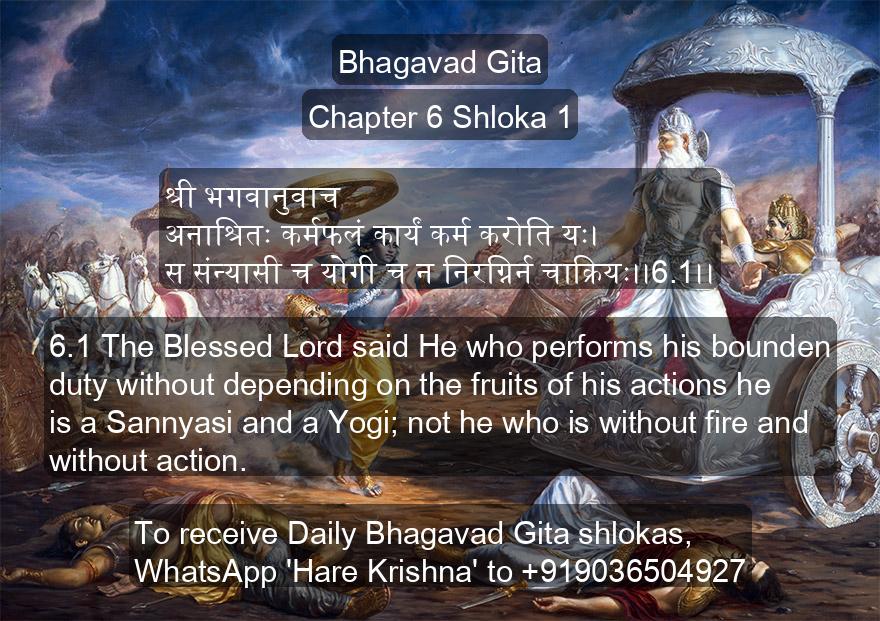 Bhagavad Gita
Chapter 6 Shloka 1
श्री भगवानुवाच
अनाश्रितः कर्मफलं कार्यं कर्म करोति यः।
स संन्यासी च योगी च न निरग्निर्न चाक्रियः।।6.1।।
6.1 The Blessed Lord said He who performs his bounden
duty without depending on the fruits of his actions he
is a Sannyasi and a Yogi; not he who is without fire and
without action.
To receive Daily Bhagavad Gita shlokas,
WhatsApp 'Hare Krishna' to +919036504927